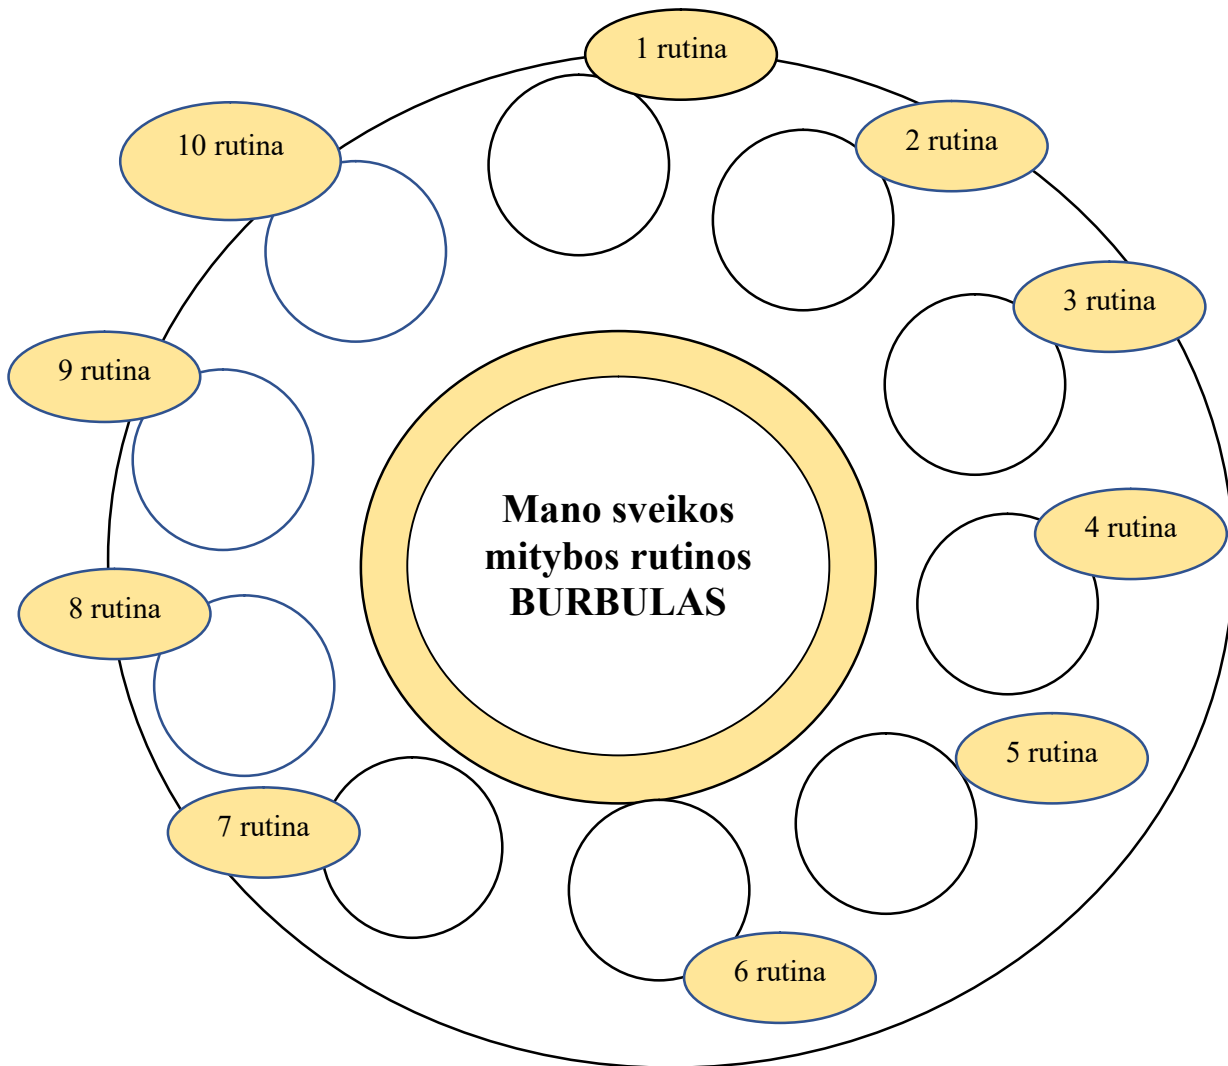 1 rutina
2 rutina
3 rutina
4 rutina
5 rutina
6 rutina
7 rutina
8 rutina
9 rutina
10 rutina
Mano sveikos
mitybos rutinos
BURBULAS